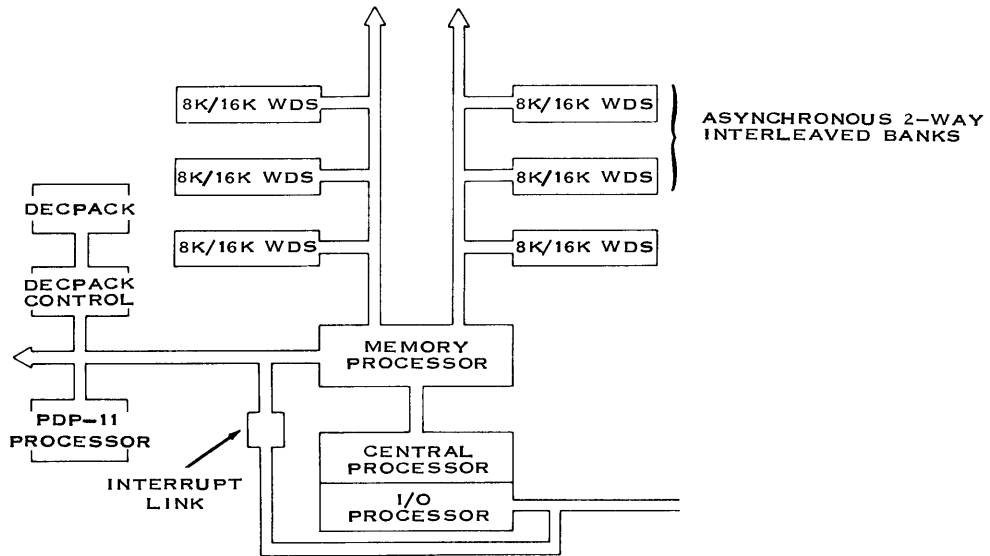 8K/16K WDS
8K/16K WDS
ASYNCHRONOUS 2-WAY
INTERLEAVED BANKS
8K/16K WDS
8K/16K WDS
DECPACK
8K/16K WDS
8K/16K WDS
DECPACK
CONTROL
MEMORY
PROCESSOR
PDP-11
PROCESSOR
CENTRAL
PROCESSOR
INTERRUPT
LINK
I/O
PROCESSOR